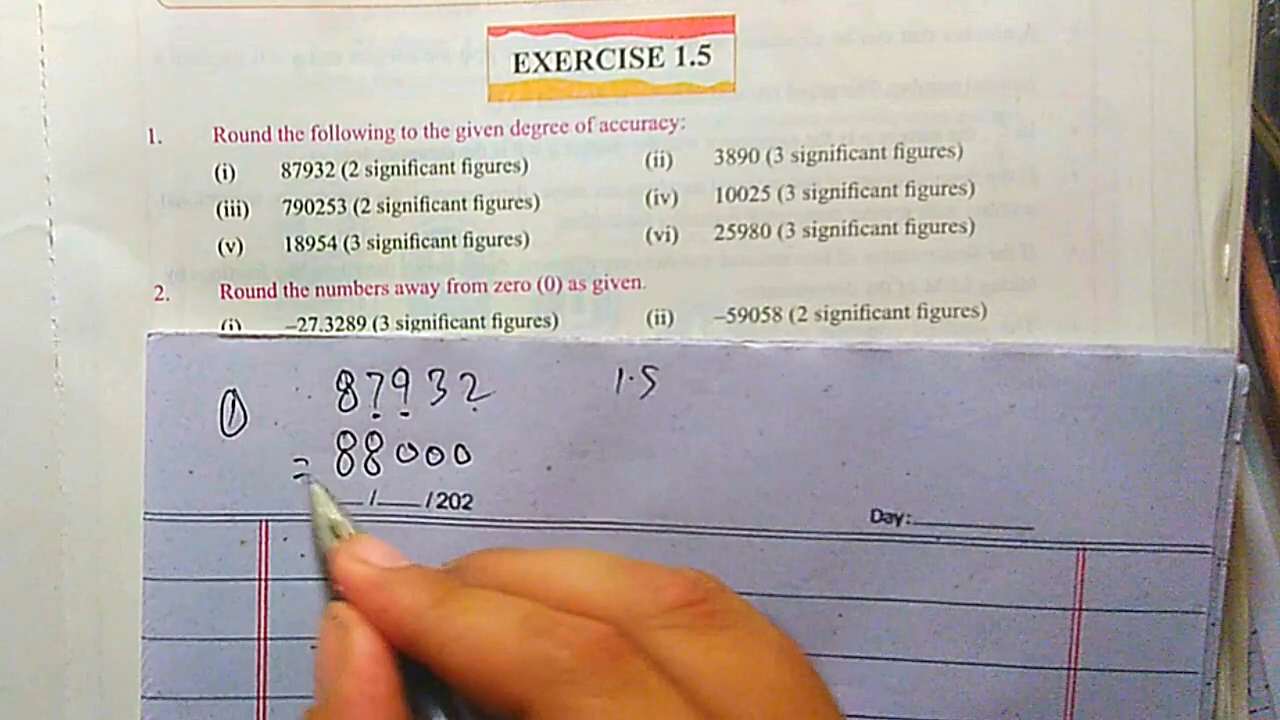 EXERCISE 1.5
1. Round the following to the given degree of accuracy:
(i) 87932 (2 significant figures) (ii) 3890 (3 significant figures)
(iii) 790253 (2 significant figures) (iv) 10025 (3 significant figures)
(v) 18954 (3 significant figures) (vi) 25980 (3 significant figures)
2. Round the numbers away from zero (0) as given.
(i) –27.3289 (3 significant figures) (ii) –59058 (2 significant figures)
① 87932 1.5
= 88000
__/__/202
Day: